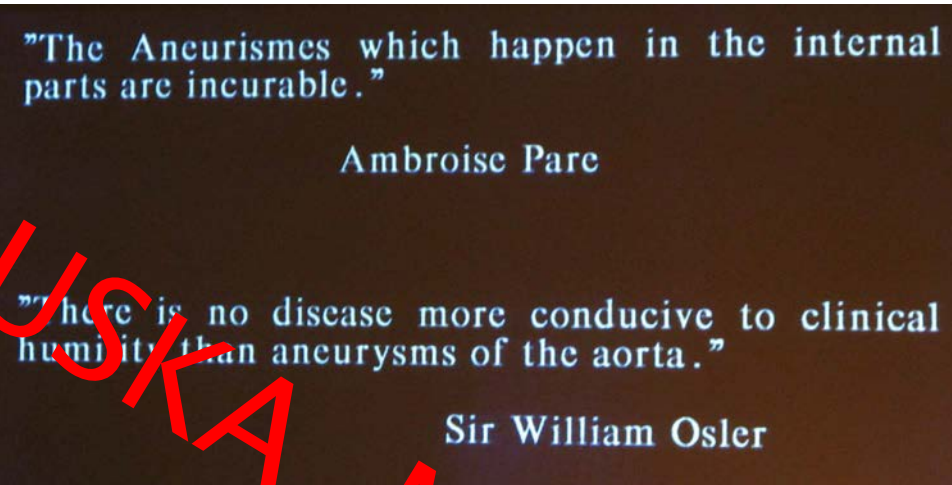 "The Aneurismes which happen in the internal
parts are incurable."
Ambroise Pare
"There is no disease more conducive to clinical
humility than aneurysms of the aorta."
Sir William Osler
USKA